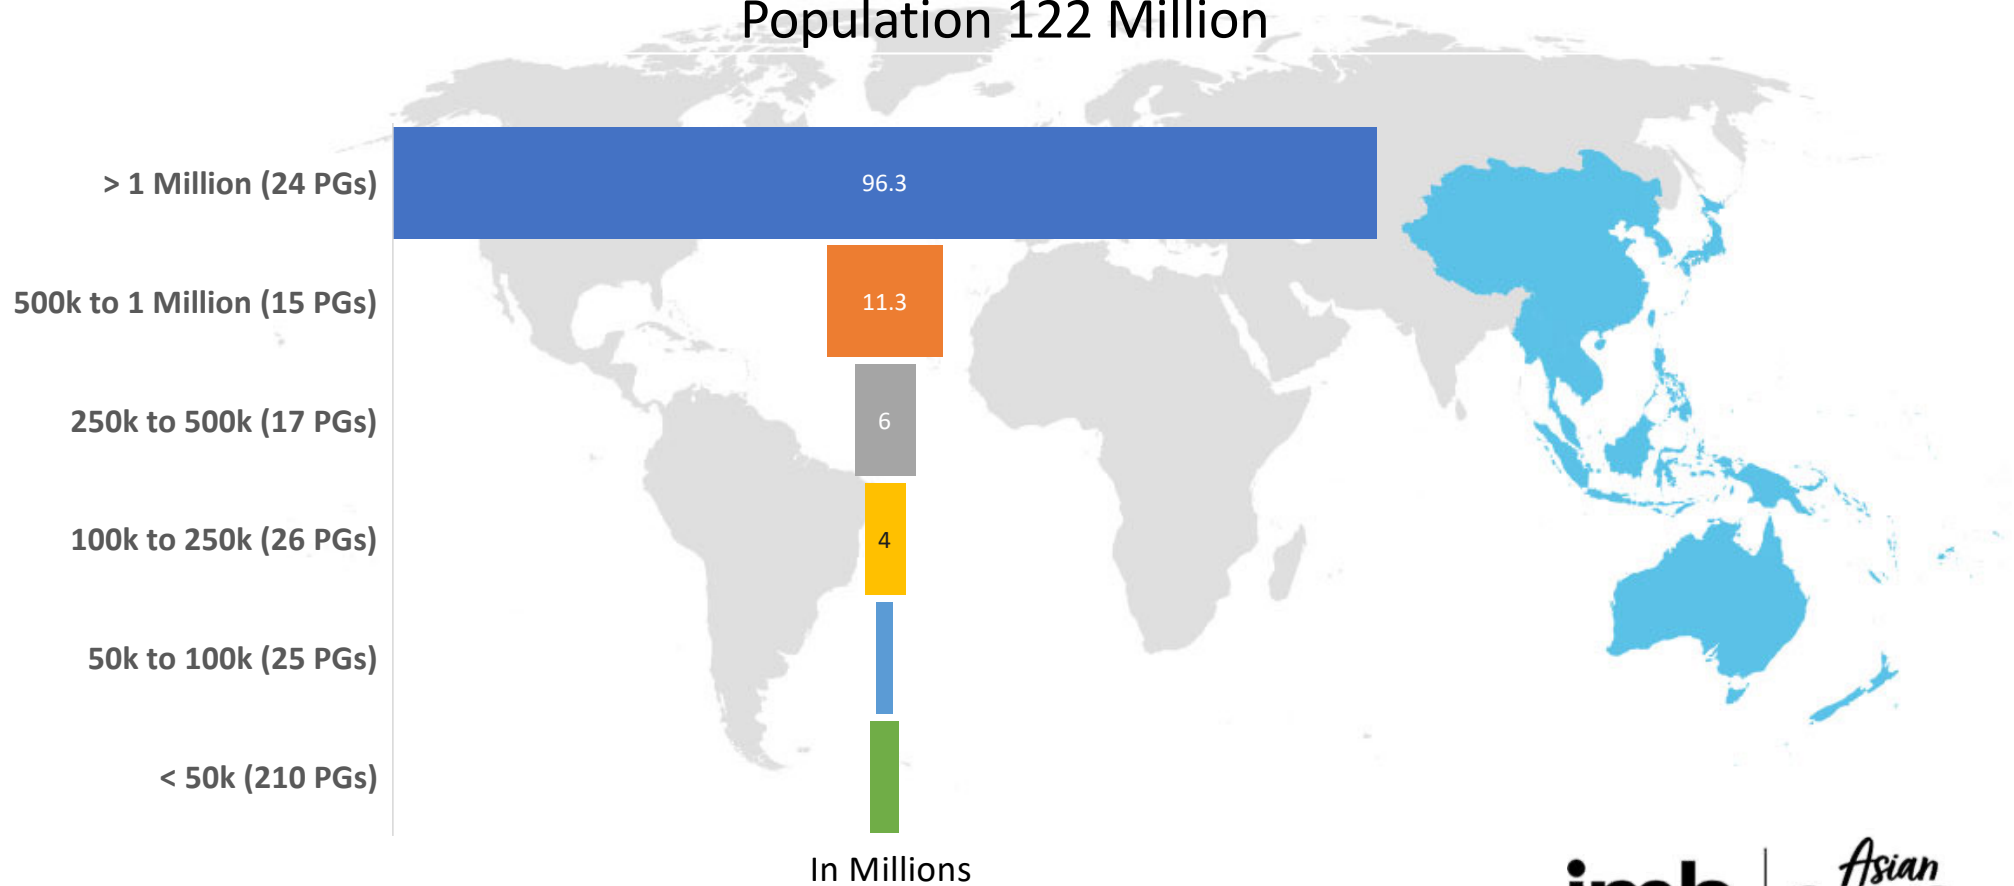 Population 122 Million
> 1 Million (24 PGs)
96.3
500k to 1 Million (15 PGs)
11.3
250k to 500k (17 PGs)
6
100k to 250k (26 PGs)
4
50k to 100k (25 PGs)
< 50k (210 PGs)
In Millions
Asian